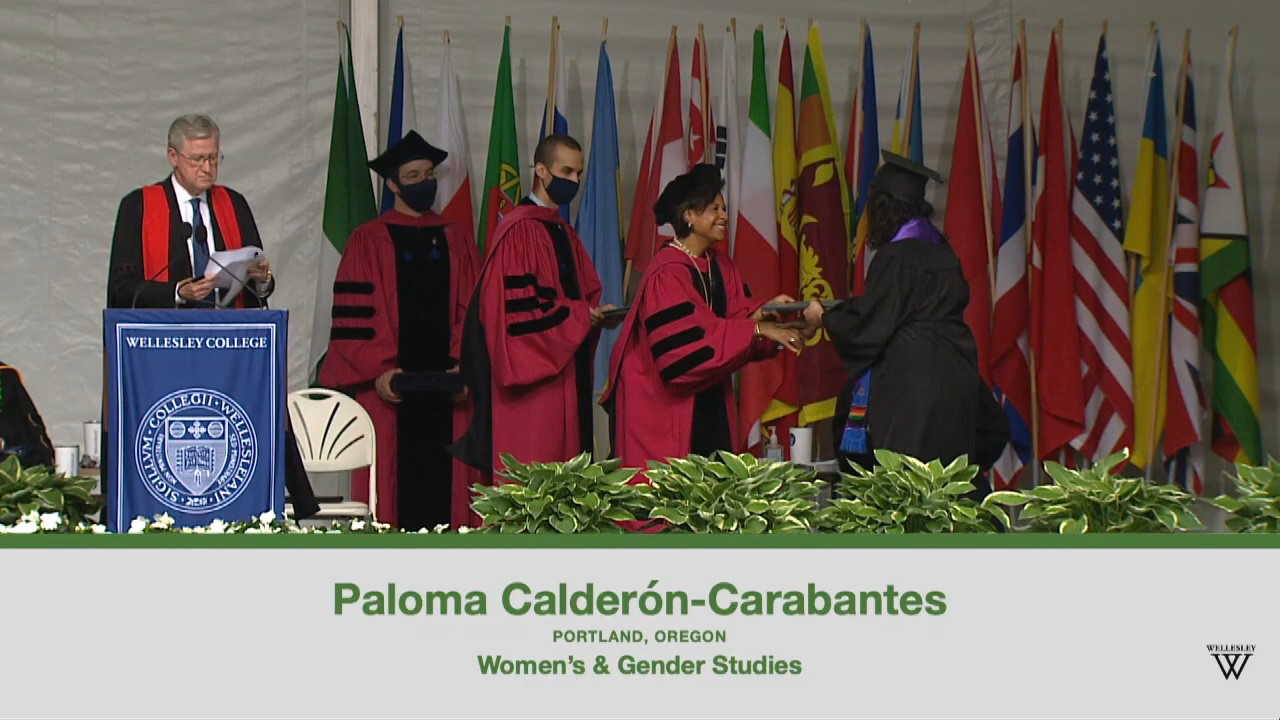 WELLESLEY COLLEGE
SIGILLVM · COLLEGII · WELLESLEIANI
Paloma Calderón-Carabantes
PORTLAND, OREGON
Women's & Gender Studies
WELLESLEY
W